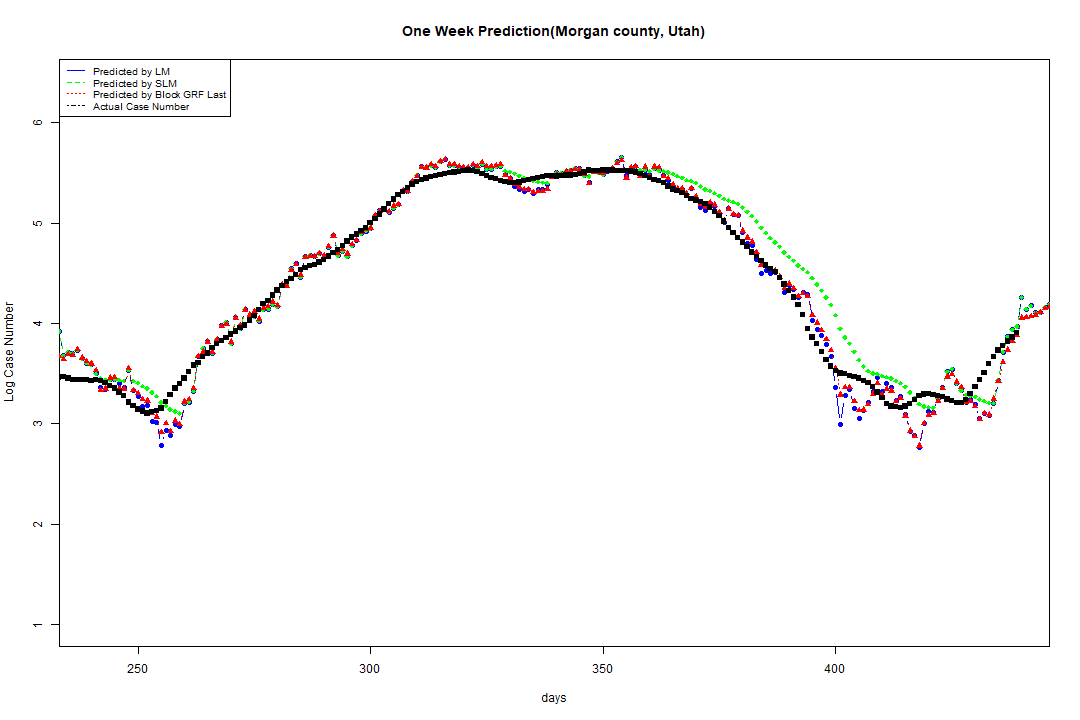 One Week Prediction(Morgan county, Utah)
Predicted by LM
Predicted by SLM
Predicted by Block GRF Last
Actual Case Number
6
5
4
3
2
1
Log Case Number
250 300 350 400
days